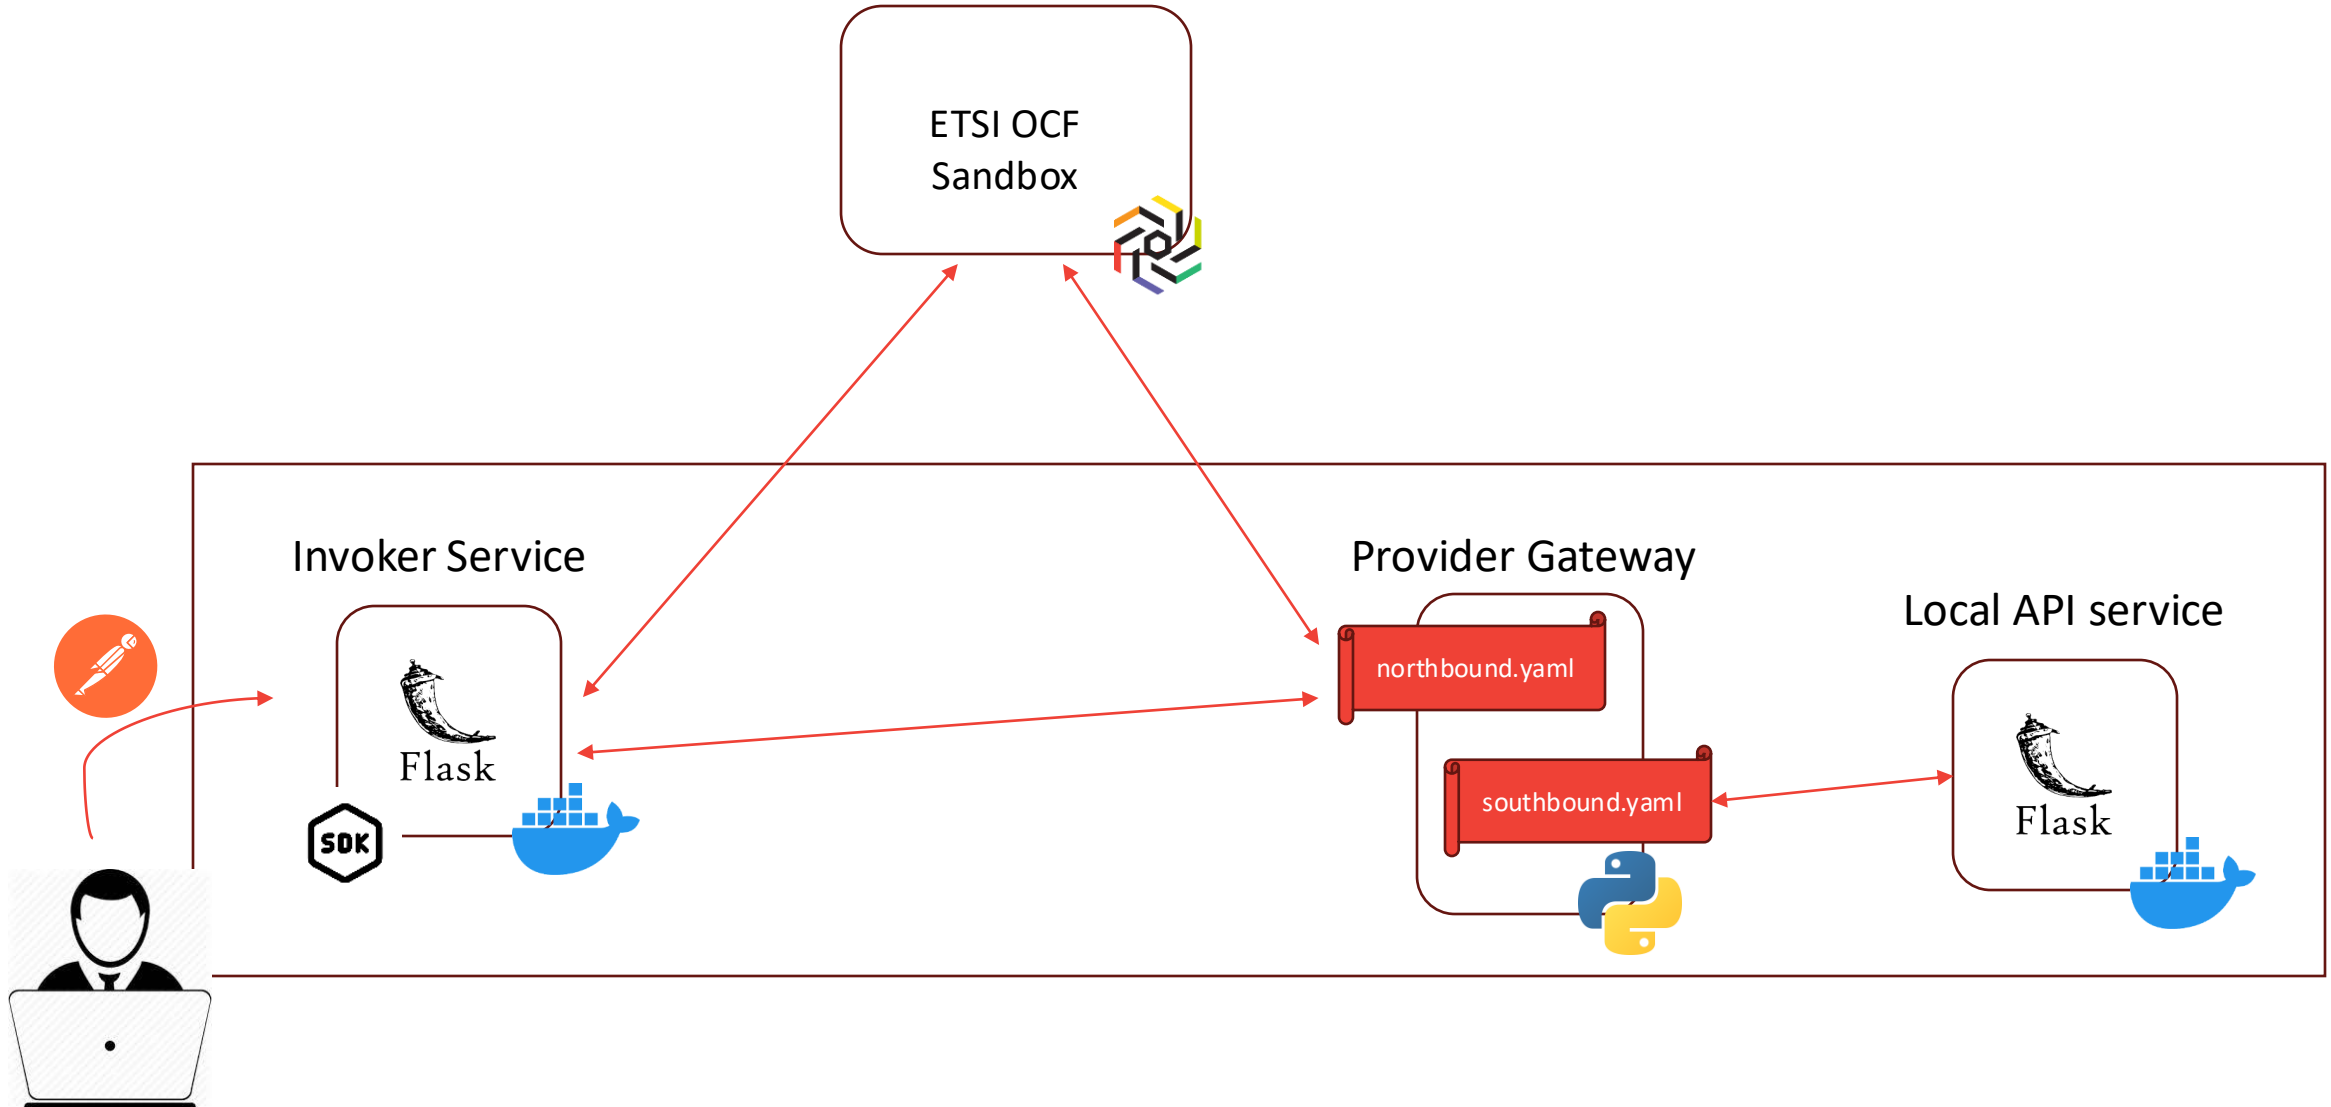 ETSI OCF
Sandbox
Invoker Service
Provider Gateway
Local API service
northbound.yaml
Flask
southbound.yaml
Flask
SDK